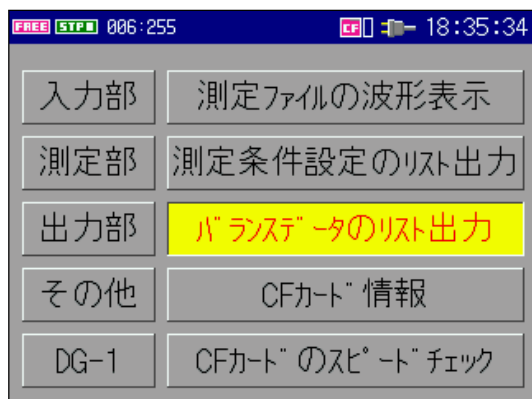 FREE STPD 006:255 CF 18:35:34
入力部 測定ファイルの波形表示
測定部 測定条件設定のリスト出力
出力部 バランスデータのリスト出力
その他 CFカード情報
DG-1 CFカードのスピードチェック